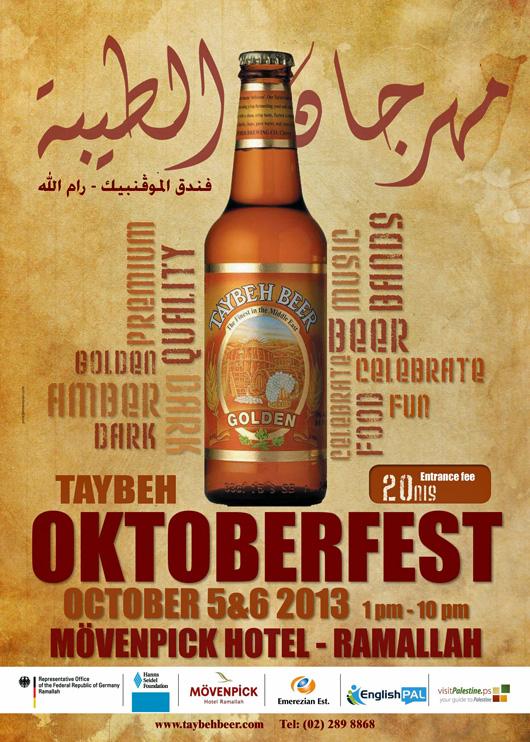 مهرجان الطيبة
فندق الموڤنبيك - رام الله
PREMIUM
QUALITY
GOLDEN
AMBER
DARK
DARK
MUSIC
BANDS
BEER
CELEBRATE
CELEBRATE
FOOD
FUN
TAYBEH BEER
The Finest in the Middle East
GOLDEN
TAYBEH
20NIS Entrance fee
OKTOBERFEST
OCTOBER 5&6 2013 1 pm - 10 pm
MÖVENPICK HOTEL - RAMALLAH
Representative Office
of the Federal Republic of Germany
Ramallah
Hanns
Seidel
Foundation
MÖVENPICK
Hotel Ramallah
Emerezian Est.
EnglishPAL
visitPalestine.ps
your guide to Palestine
www.taybehbeer.com Tel: (02) 289 8868